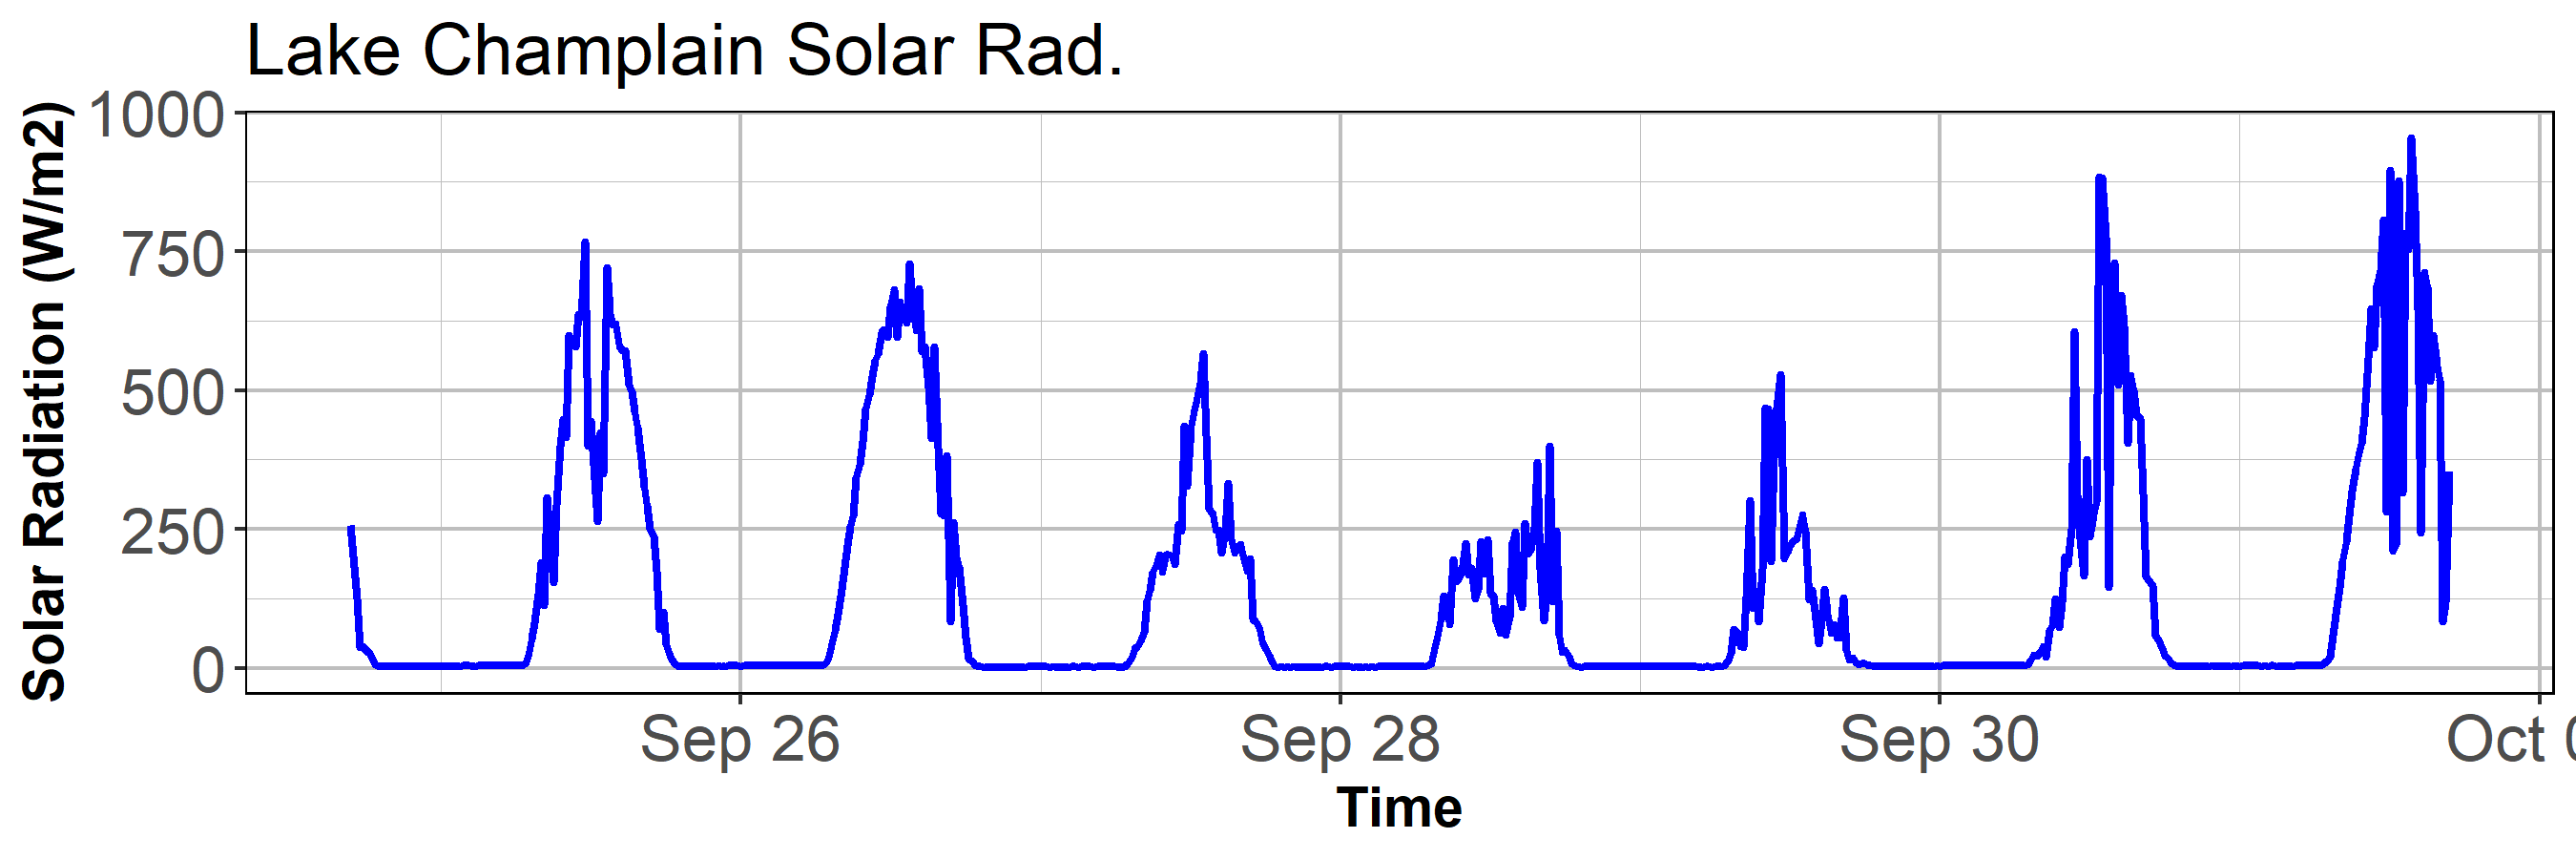 Lake Champlain Solar Rad.
Solar Radiation (W/m2)
1000
750
500
250
0
Sep 26 Sep 28 Sep 30 Oct
Time